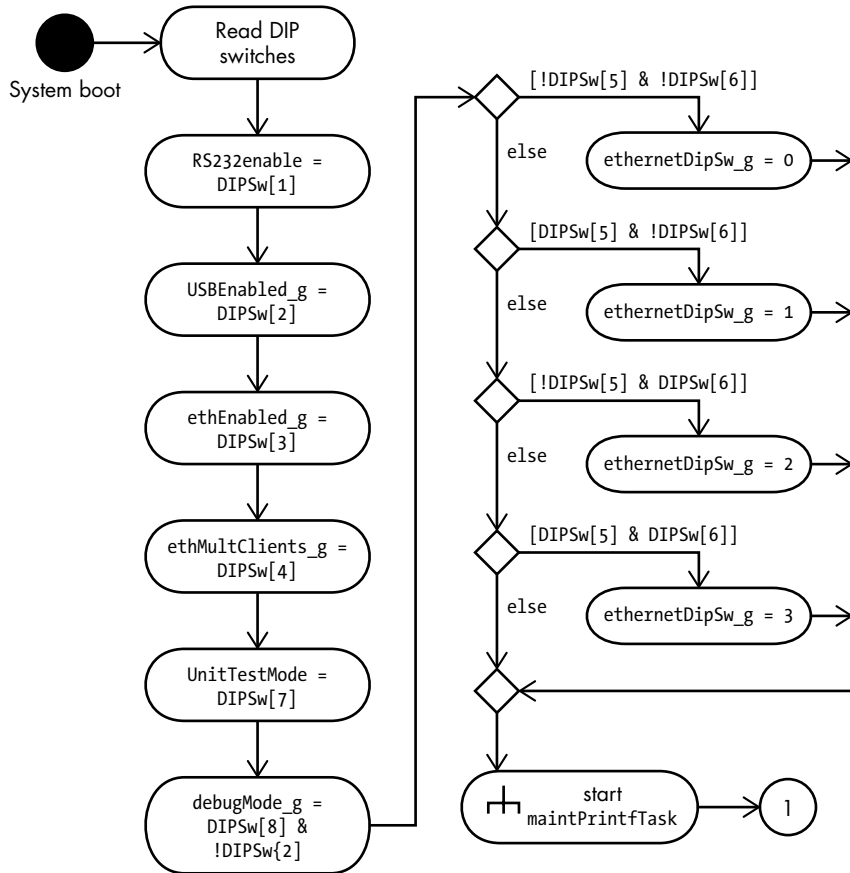 System boot
Read DIP
switches
RS232enable =
DIPSw[1]
USBEnabled_g =
DIPSw[2]
ethEnabled_g =
DIPSw[3]
ethMultClients_g =
DIPSw[4]
UnitTestMode =
DIPSw[7]
debugMode_g =
DIPSw[8] &
!DIPSw{2]
[!DIPSw[5] & !DIPSw[6]]
else
ethernetDipSw_g = 0
[DIPSw[5] & !DIPSw[6]]
else
ethernetDipSw_g = 1
[!DIPSw[5] & DIPSw[6]]
else
ethernetDipSw_g = 2
[DIPSw[5] & DIPSw[6]]
else
ethernetDipSw_g = 3
start
maintPrintfTask
1